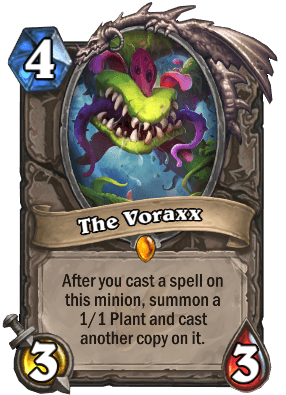 4
The Voraxx
After you cast a spell on
this minion, summon a
1/1 Plant and cast
another copy on it.
3
3